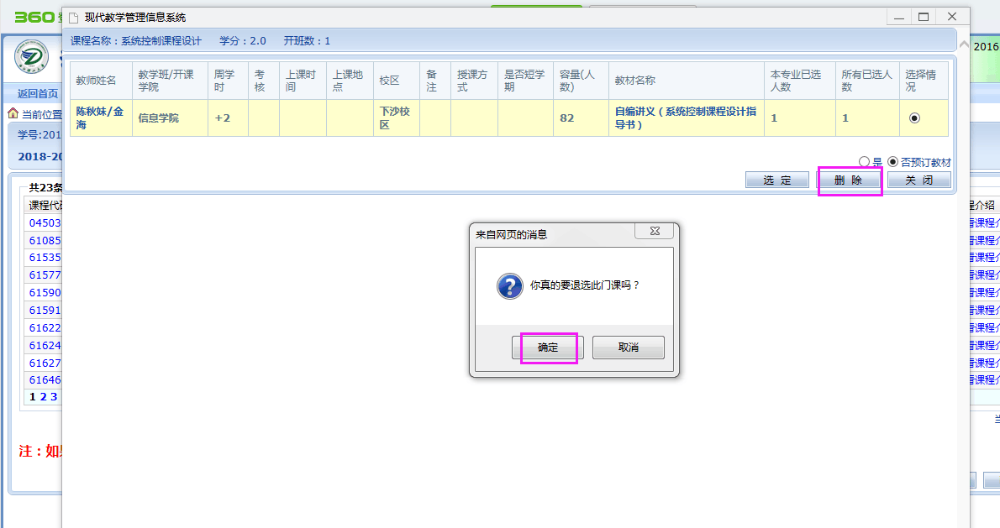 360
现代教学管理信息系统
课程名称：系统控制课程设计 学分：2.0 开班数：1
2016
返回首页
当前位置
学号:201
2018-20
教师姓名 教学班/开课学院 周学时 考核 上课时间 上课地点 校区 备注 授课方式 是否短学期 容量(人数) 教材名称 本专业已选人数 所有已选人数 选择情况
陈秋妹/金海 信息学院 +2 下沙校区 82 自编讲义（系统控制课程设计指导书） 1 1
是 否预订教材
选 定 删 除 关 闭
共23条
课程代码 程介绍
04503 看课程介
61085 看课程介
61535 看课程介
61577 看课程介
61590 看课程介
61591 看课程介
61622 看课程介
61624 看课程介
61627 看课程介
61646 看课程介
1 2 3
注：如果
来自网页的消息
你真的要退选此门课吗？
确定 取消